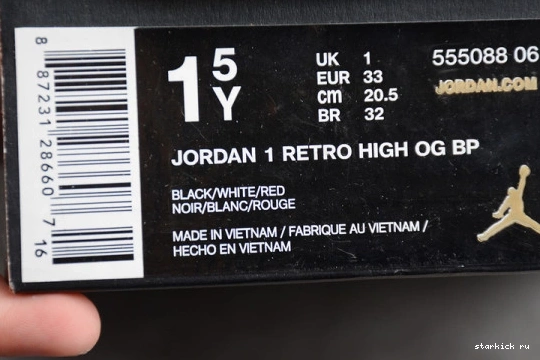 8 87231 28660 7 16
1 5Y
UK 1
EUR 33
cm 20.5
BR 32
555088 06
JORDAN.COM
JORDAN 1 RETRO HIGH OG BP
BLACK/WHITE/RED
NOIR/BLANC/ROUGE
MADE IN VIETNAM / FABRIQUE AU VIETNAM /
HECHO EN VIETNAM
starkick ru